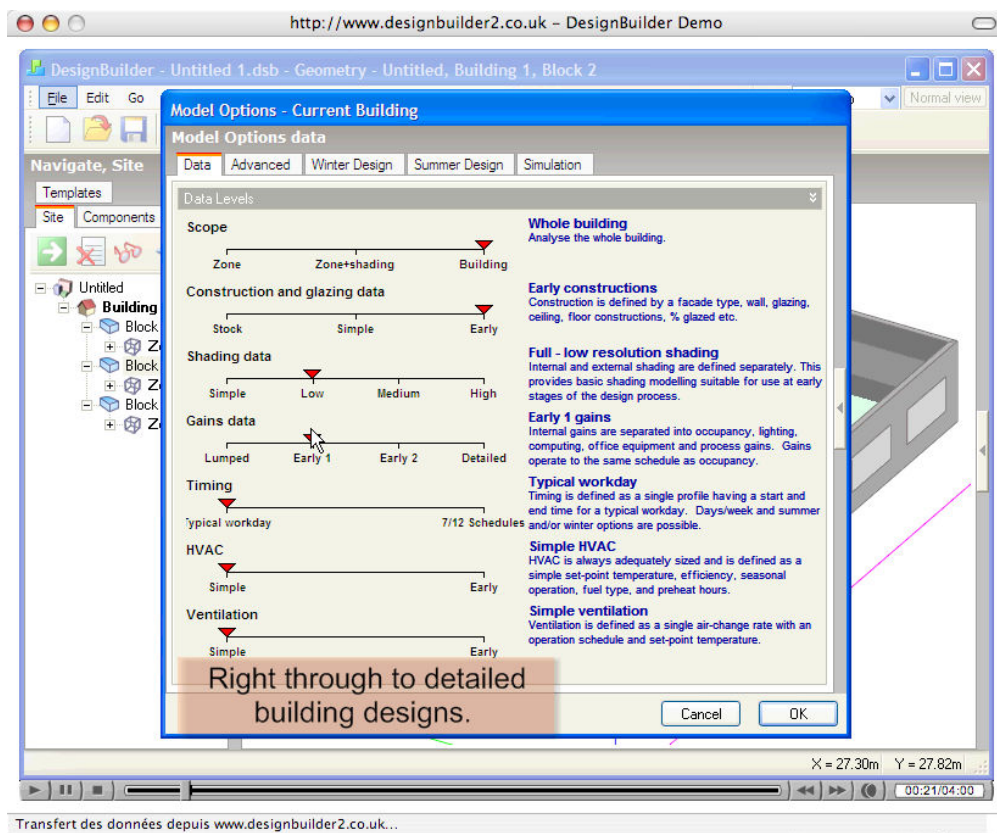 http://www.designbuilder2.co.uk – DesignBuilder Demo
DesignBuilder - Untitled 1.dsb - Geometry - Untitled, Building 1, Block 2
File Edit Go
Normal view
Model Options - Current Building
Model Options data
Navigate, Site
Data Advanced Winter Design Summer Design Simulation
Templates
Site Components
Data Levels
Untitled
Building
Block
Z
Block
Z
Block
Z
Scope
Zone Zone+shading Building
Whole building
Analyse the whole building.
Construction and glazing data
Stock Simple Early
Early constructions
Construction is defined by a facade type, wall, glazing,
ceiling, floor constructions, % glazed etc.
Shading data
Simple Low Medium High
Full - low resolution shading
Internal and external shading are defined separately. This
provides basic shading modelling suitable for use at early
stages of the design process.
Gains data
Lumped Early 1 Early 2 Detailed
Early 1 gains
Internal gains are separated into occupancy, lighting,
computing, office equipment and process gains. Gains
operate to the same schedule as occupancy.
Timing
Typical workday 7/12 Schedules
Typical workday
Timing is defined as a single profile having a start and
end time for a typical workday. Days/week and summer
and/or winter options are possible.
HVAC
Simple Early
Simple HVAC
HVAC is always adequately sized and is defined as a
simple set-point temperature, efficiency, seasonal
operation, fuel type, and preheat hours.
Ventilation
Simple Early
Simple ventilation
Ventilation is defined as a single air-change rate with an
operation schedule and set-point temperature.
Right through to detailed
building designs.
Cancel OK
X = 27.30m Y = 27.82m
00:21/04:00
Transfert des données depuis www.designbuilder2.co.uk...